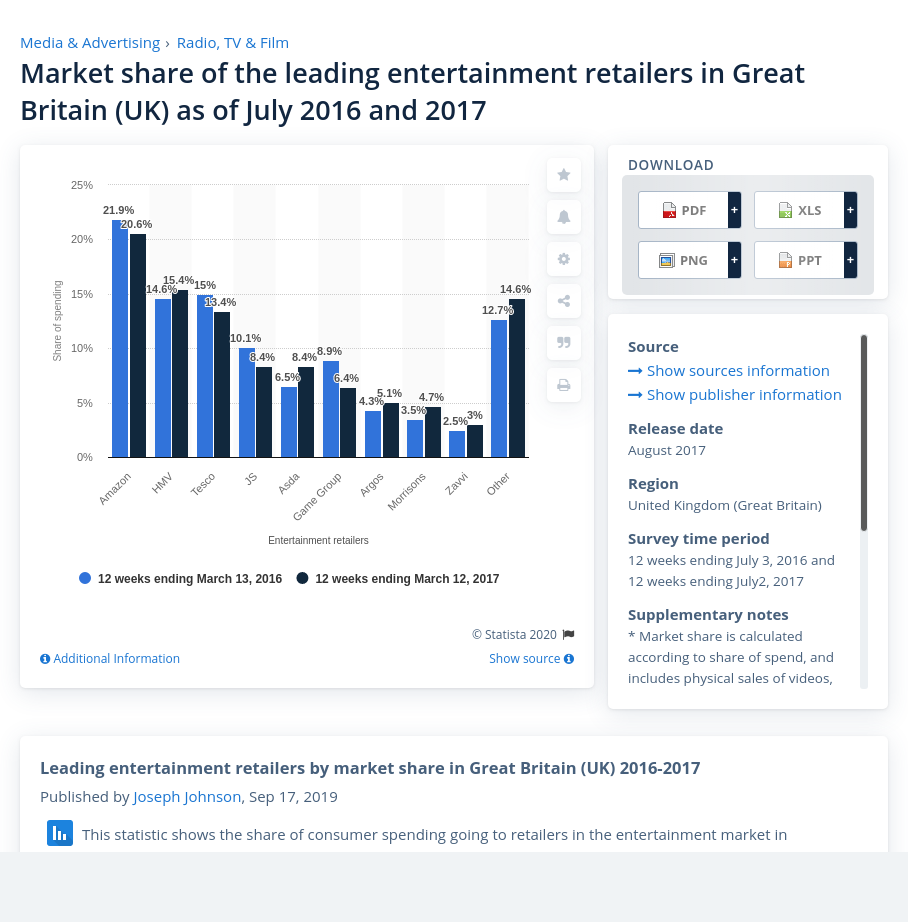 Media & Advertising › Radio, TV & Film
Market share of the leading entertainment retailers in Great
Britain (UK) as of July 2016 and 2017
25%
20%
15%
10%
5%
0%
Share of spending
21.9%
20.6%
14.6%
15.4%
15%
13.4%
10.1%
8.4%
6.5%
8.4%
8.9%
6.4%
4.3%
5.1%
3.5%
4.7%
2.5%
3%
12.7%
14.6%
Amazon
HMV
Tesco
JS
Asda
Game Group
Argos
Morrisons
Zavvi
Other
Entertainment retailers
12 weeks ending March 13, 2016
12 weeks ending March 12, 2017
© Statista 2020
Additional Information
Show source
DOWNLOAD
PDF +
XLS +
PNG +
PPT +
Source
Show sources information
Show publisher information
Release date
August 2017
Region
United Kingdom (Great Britain)
Survey time period
12 weeks ending July 3, 2016 and
12 weeks ending July2, 2017
Supplementary notes
* Market share is calculated
according to share of spend, and
includes physical sales of videos,
Leading entertainment retailers by market share in Great Britain (UK) 2016-2017
Published by Joseph Johnson, Sep 17, 2019
This statistic shows the share of consumer spending going to retailers in the entertainment market in